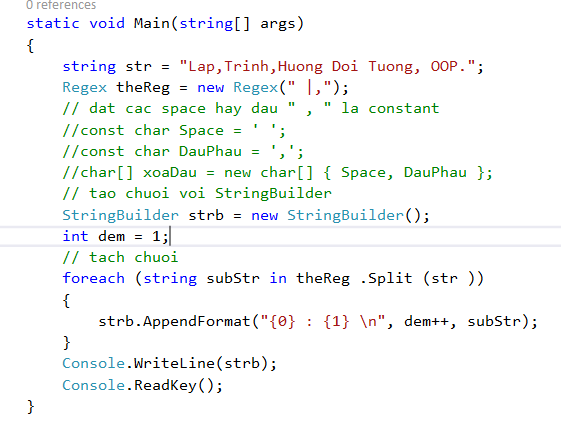 0 references
static void Main(string[] args)
{
    string str = "Lap,Trinh,Huong Doi Tuong, OOP.";
    Regex theReg = new Regex(" |,");
    // dat cac space hay dau " , " la constant
    //const char Space = ' ';
    //const char DauPhau = ',';
    //char[] xoaDau = new char[] { Space, DauPhau };
    // tao chuoi voi StringBuilder
    StringBuilder strb = new StringBuilder();
    int dem = 1;
    // tach chuoi
    foreach (string subStr in theReg .Split (str ))
    {
        strb.AppendFormat("{0} : {1} \n", dem++, subStr);
    }
    Console.WriteLine(strb);
    Console.ReadKey();
}